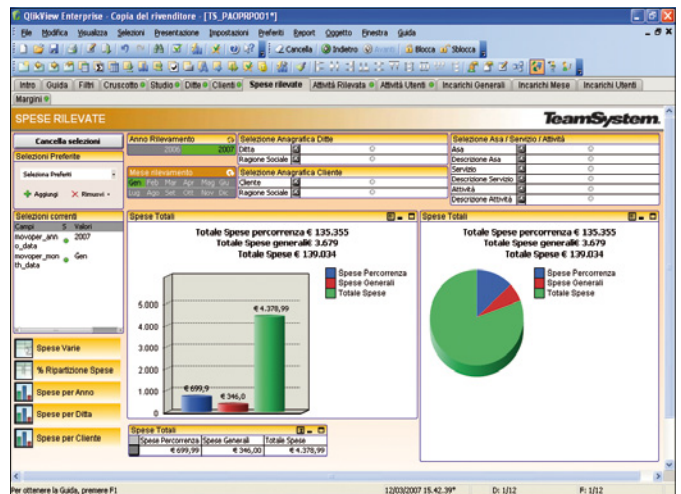 QlikView Enterprise - Copia del rivenditore - [TS_PAOPRP001*]
File Modifica Visualizza Selezioni Presentazione Impostazioni Preferiti Report Oggetto Finestra Guida
Cancella Indietro Avanti Blocca Sblocca
Intro Guida Filtri Cruscotto Studio Ditte Clienti Spese rilevate Attività Rilevata Attività Utenti Incarichi Generali Incarichi Mese Incarichi Utenti
Margini
SPESE RILEVATE
TeamSystem
Cancella selezioni
Selezioni Preferite
Seleziona Preferiti
Aggiungi Rimuovi
Anno Rilevamento
2006 2007
Mese rilevamento
Gen Feb Mar Apr Mag Giu
Lug Ago Set Ott Nov Dic
Selezione Anagrafica Ditte
Ditta
Ragione Sociale
Selezione Anagrafica Cliente
Cliente
Ragione Sociale
Selezione Asa / Servizio / Attività
Asa
Descrizione Asa
Servizio
Descrizione Servizio
Attività
Descrizione Attività
Selezioni correnti
Campi S Valori
movoper_ann 2007
o_data
movoper_mon Gen
th_data
Spese Varie
% Ripartizione Spese
Spese per Anno
Spese per Ditta
Spese per Cliente
Spese Totali
Totale Spese percorrenza € 135.355
Totale Spese generali€ 3.679
Totale Spese € 139.034
Spese Percorrenza
Spese Generali
Totale Spese
5.000
4.000
3.000
2.000
1.000
0
€ 699,9
€ 346,0
€ 4.378,99
Spese Totali
Totale Spese percorrenza € 135.355
Totale Spese generali€ 3.679
Totale Spese € 139.034
Spese Percorrenza
Spese Generali
Totale Spese
Spese Totali
Spese Percorrenza Spese Generali Totale Spese
€ 699,99 € 346,00 € 4.378,99
Per ottenere la Guida, premere F1
12/03/2007 15.42.39* D: 1/12 F: 1/12